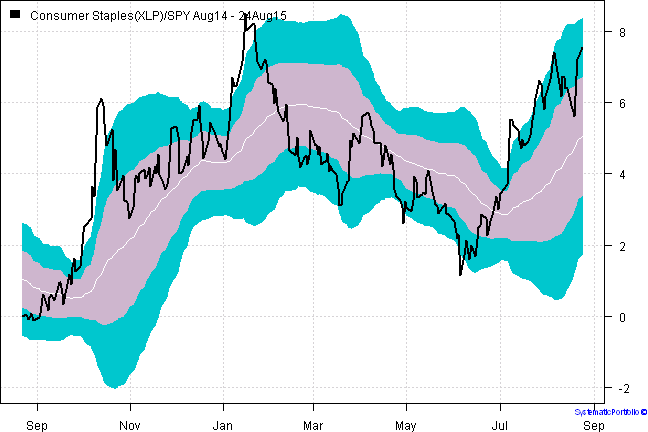 Consumer Staples(XLP)/SPY Aug14 - 24Aug15
8
6
4
2
0
-2
SystematicPortfolio ©
Sep Nov Jan Mar May Jul Sep